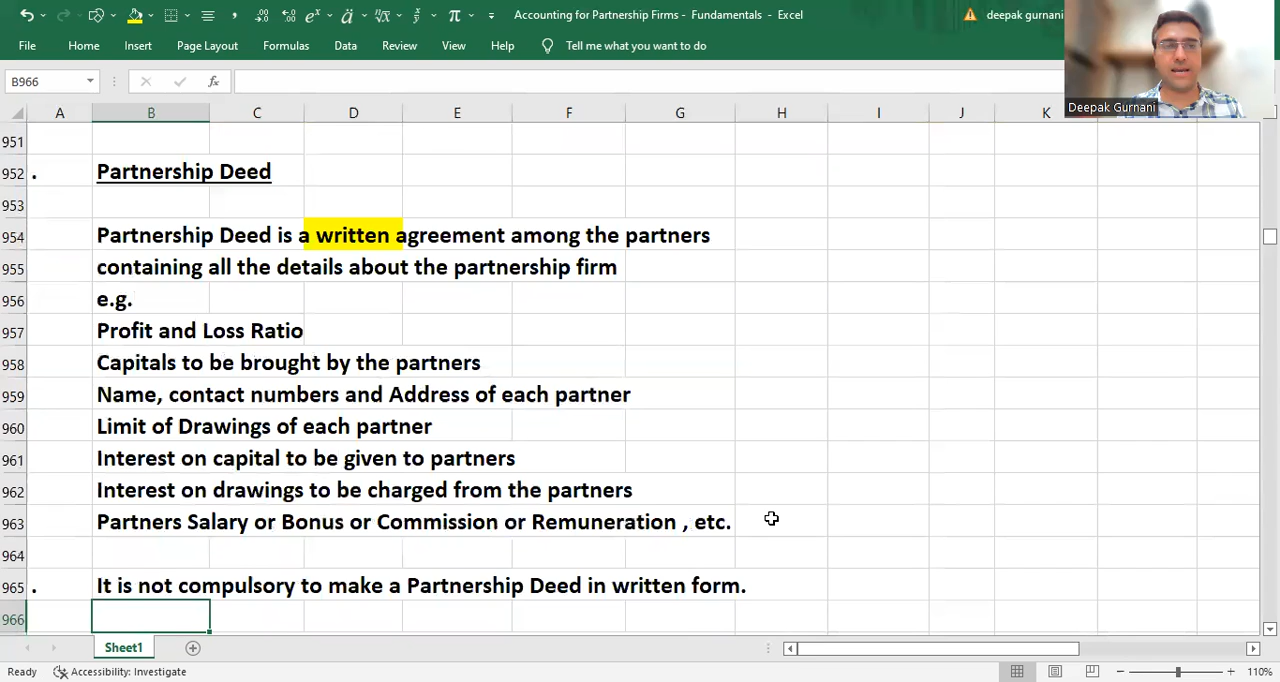 Accounting for Partnership Firms - Fundamentals - Excel
deepak gurnani
File Home Insert Page Layout Formulas Data Review View Help Tell me what you want to do
Deepak Gurnani
B966 fx
A B C D E F G H I J K
951
952 . Partnership Deed
953
954 Partnership Deed is a written agreement among the partners
955 containing all the details about the partnership firm
956 e.g.
957 Profit and Loss Ratio
958 Capitals to be brought by the partners
959 Name, contact numbers and Address of each partner
960 Limit of Drawings of each partner
961 Interest on capital to be given to partners
962 Interest on drawings to be charged from the partners
963 Partners Salary or Bonus or Commission or Remuneration , etc.
964
965 . It is not compulsory to make a Partnership Deed in written form.
966
Sheet1
Ready Accessibility: Investigate 110%